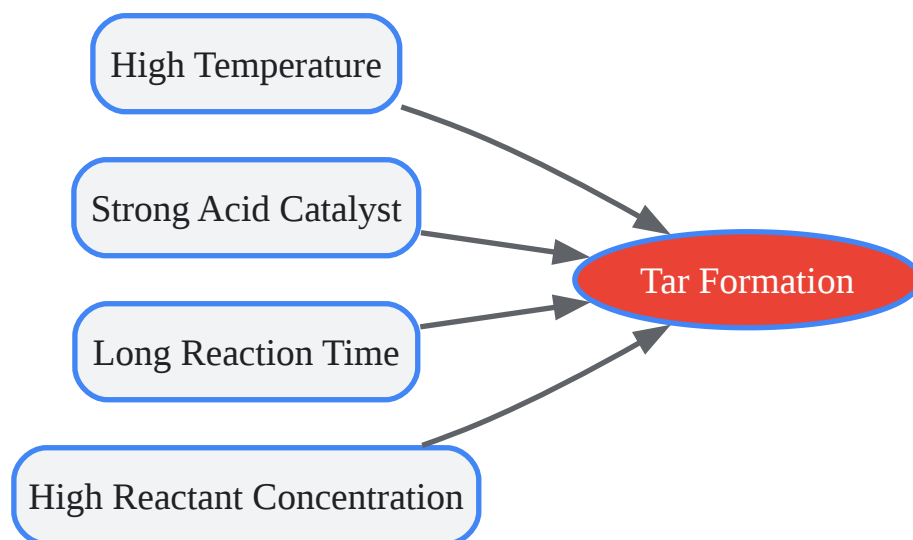 High Temperature
Strong Acid Catalyst
Tar Formation
Long Reaction Time
High Reactant Concentration